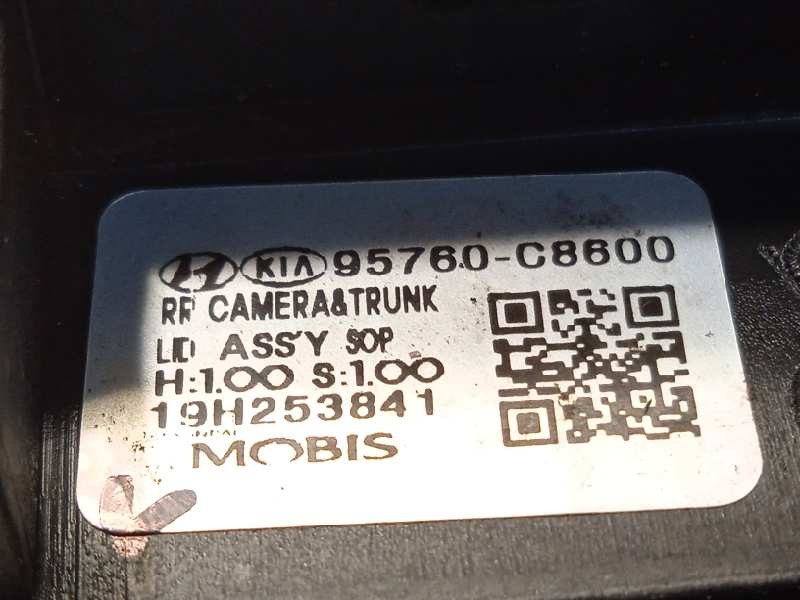 KIA 95760-C8600
RR CAMERA&TRUNK
LID ASS'Y SOP
H:1.00 S:1.00
19H253841
MOBIS